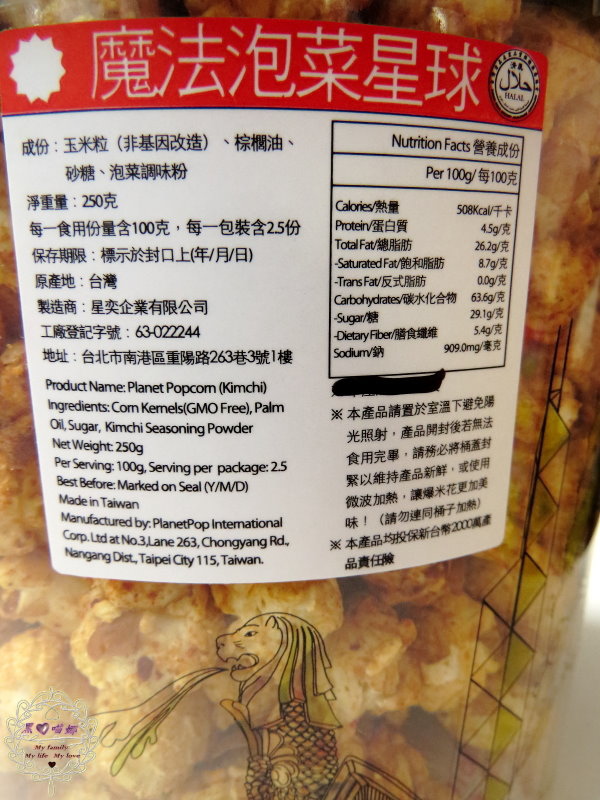 魔法泡菜星球
HALAL
成份：玉米粒（非基因改造）、棕櫚油、
砂糖、泡菜調味粉
淨重量：250克
每一食用份量含100克，每一包裝含2.5份
保存期限：標示於封口上(年/月/日)
原產地：台灣
製造商：星奕企業有限公司
工廠登記字號：63-022244
地址：台北市南港區重陽路263巷3號1樓
Product Name: Planet Popcorn (Kimchi)
Ingredients: Corn Kernels(GMO Free), Palm
Oil, Sugar, Kimchi Seasoning Powder
Net Weight: 250g
Per Serving: 100g, Serving per package: 2.5
Best Before: Marked on Seal (Y/M/D)
Made in Taiwan
Manufactured by: PlanetPop International
Corp. Ltd at No.3,Lane 263, Chongyang Rd.,
Nangang Dist., Taipei City 115, Taiwan.
Nutrition Facts 營養成份
Per 100g/ 每100克
Calories/熱量 508Kcal/千卡
Protein/蛋白質 4.5g/克
Total Fat/總脂肪 26.2g/克
-Saturated Fat/飽和脂肪 8.7g/克
-Trans Fat/反式脂肪 0.0g/克
Carbohydrates/碳水化合物 63.6g/克
-Sugar/糖 29.1g/克
-Dietary Fiber/膳食纖維 5.4g/克
Sodium/鈉 909.0mg/毫克
※ 本產品請置於室溫下避免陽
光照射，產品開封後若無法
食用完畢，請務必將桶蓋封
緊以維持產品新鮮，或使用
微波加熱，讓爆米花更加美
味！（請勿連同桶子加熱）
※ 本產品均投保新台幣2000萬產
品責任險
My family
My life My love